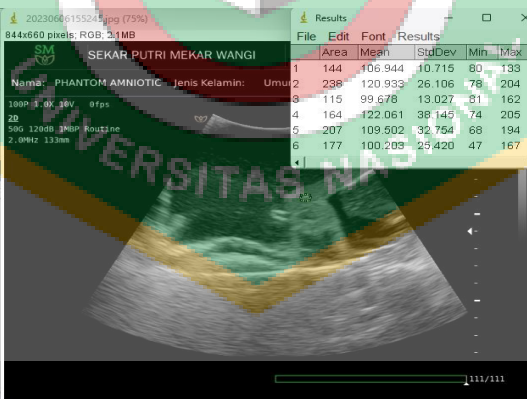 20230606155245.jpg (75%)
844x660 pixels; RGB; 2.1MB
SM
SEKAR PUTRI MEKAR WANGI
Nama: PHANTOM AMNIOTIC Jenis Kelamin: Umur
100P 1.0X 10V 0fps
2D
50G 120dB 1MBP Routine
2.0MHz 133mm
Results
File Edit Font Results
Area Mean StdDev Min Max
1 144 106.944 10.715 80 133
2 238 120.933 26.106 78 204
3 115 99.678 13.027 81 162
4 164 122.061 38.145 74 205
5 207 109.502 32.754 68 194
6 177 100.203 25.420 47 167
UNIVERSITAS NASIONAL
111/111